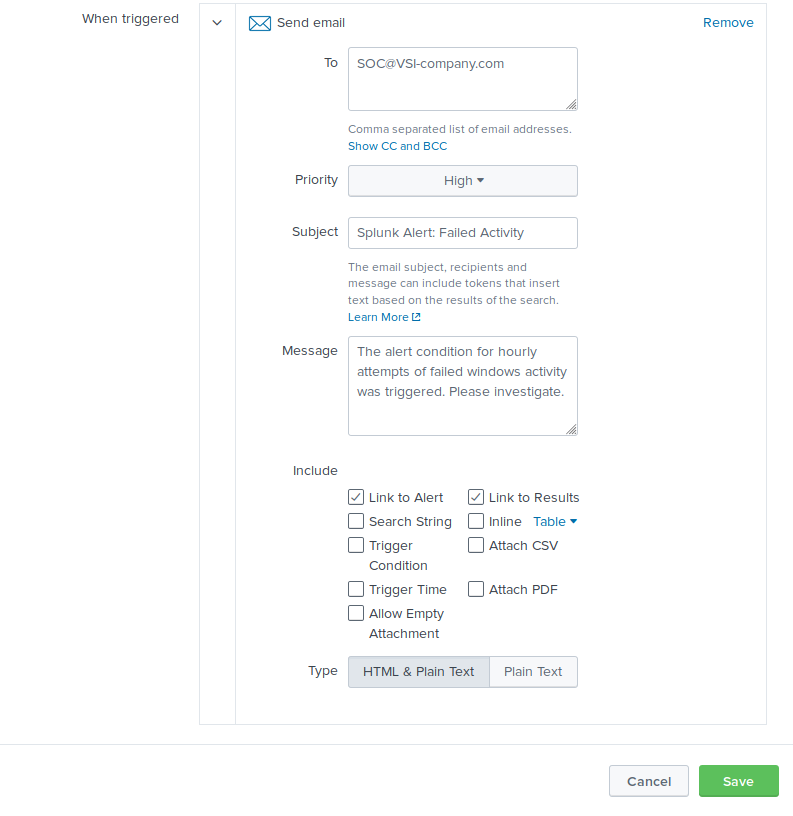 When triggered
Send email
Remove
To
SOC@VSI-company.com
Comma separated list of email addresses.
Show CC and BCC
Priority
High
Subject
Splunk Alert: Failed Activity
The email subject, recipients and
message can include tokens that insert
text based on the results of the search.
Learn More
Message
The alert condition for hourly
attempts of failed windows activity
was triggered. Please investigate.
Include
Link to Alert
Link to Results
Search String
Inline Table
Trigger
Condition
Attach CSV
Trigger Time
Attach PDF
Allow Empty
Attachment
Type
HTML & Plain Text
Plain Text
Cancel
Save